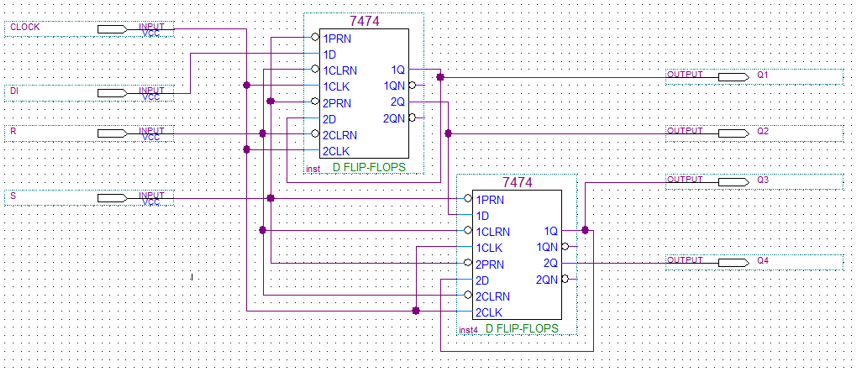 CLOCK
INPUT
VCC
DI
INPUT
VCC
R
INPUT
VCC
S
INPUT
VCC
7474
1PRN
1D
1CLRN
1CLK
2PRN
2D
2CLRN
2CLK
1Q
1QN
2Q
2QN
inst
D FLIP-FLOPS
7474
1PRN
1D
1CLRN
1CLK
2PRN
2D
2CLRN
2CLK
1Q
1QN
2Q
2QN
inst4
D FLIP-FLOPS
OUTPUT
Q1
OUTPUT
Q2
OUTPUT
Q3
OUTPUT
Q4